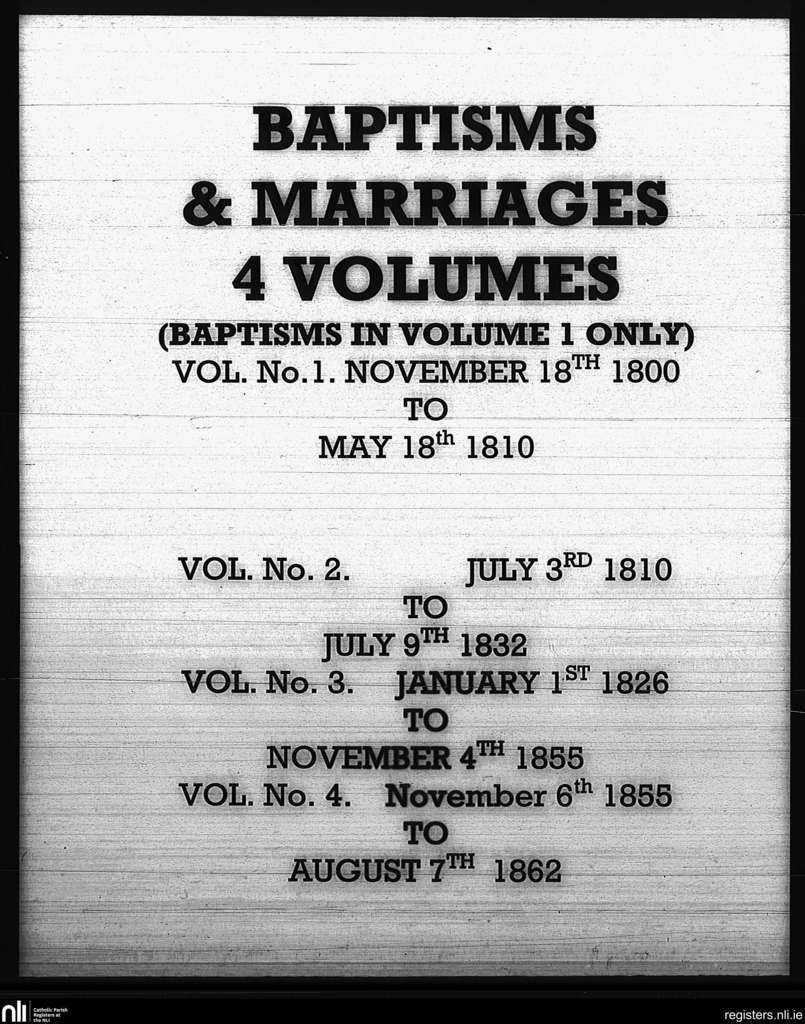 BAPTISMS
& MARRIAGES
4 VOLUMES
(BAPTISMS IN VOLUME 1 ONLY)
VOL. No.1. NOVEMBER 18TH 1800
TO
MAY 18th 1810
VOL. No. 2. JULY 3RD 1810
TO
JULY 9TH 1832
VOL. No. 3. JANUARY 1ST 1826
TO
NOVEMBER 4TH 1855
VOL. No. 4. November 6th 1855
TO
AUGUST 7TH 1862
nli
Catholic Parish
Registers at
the NLI
registers.nli.ie